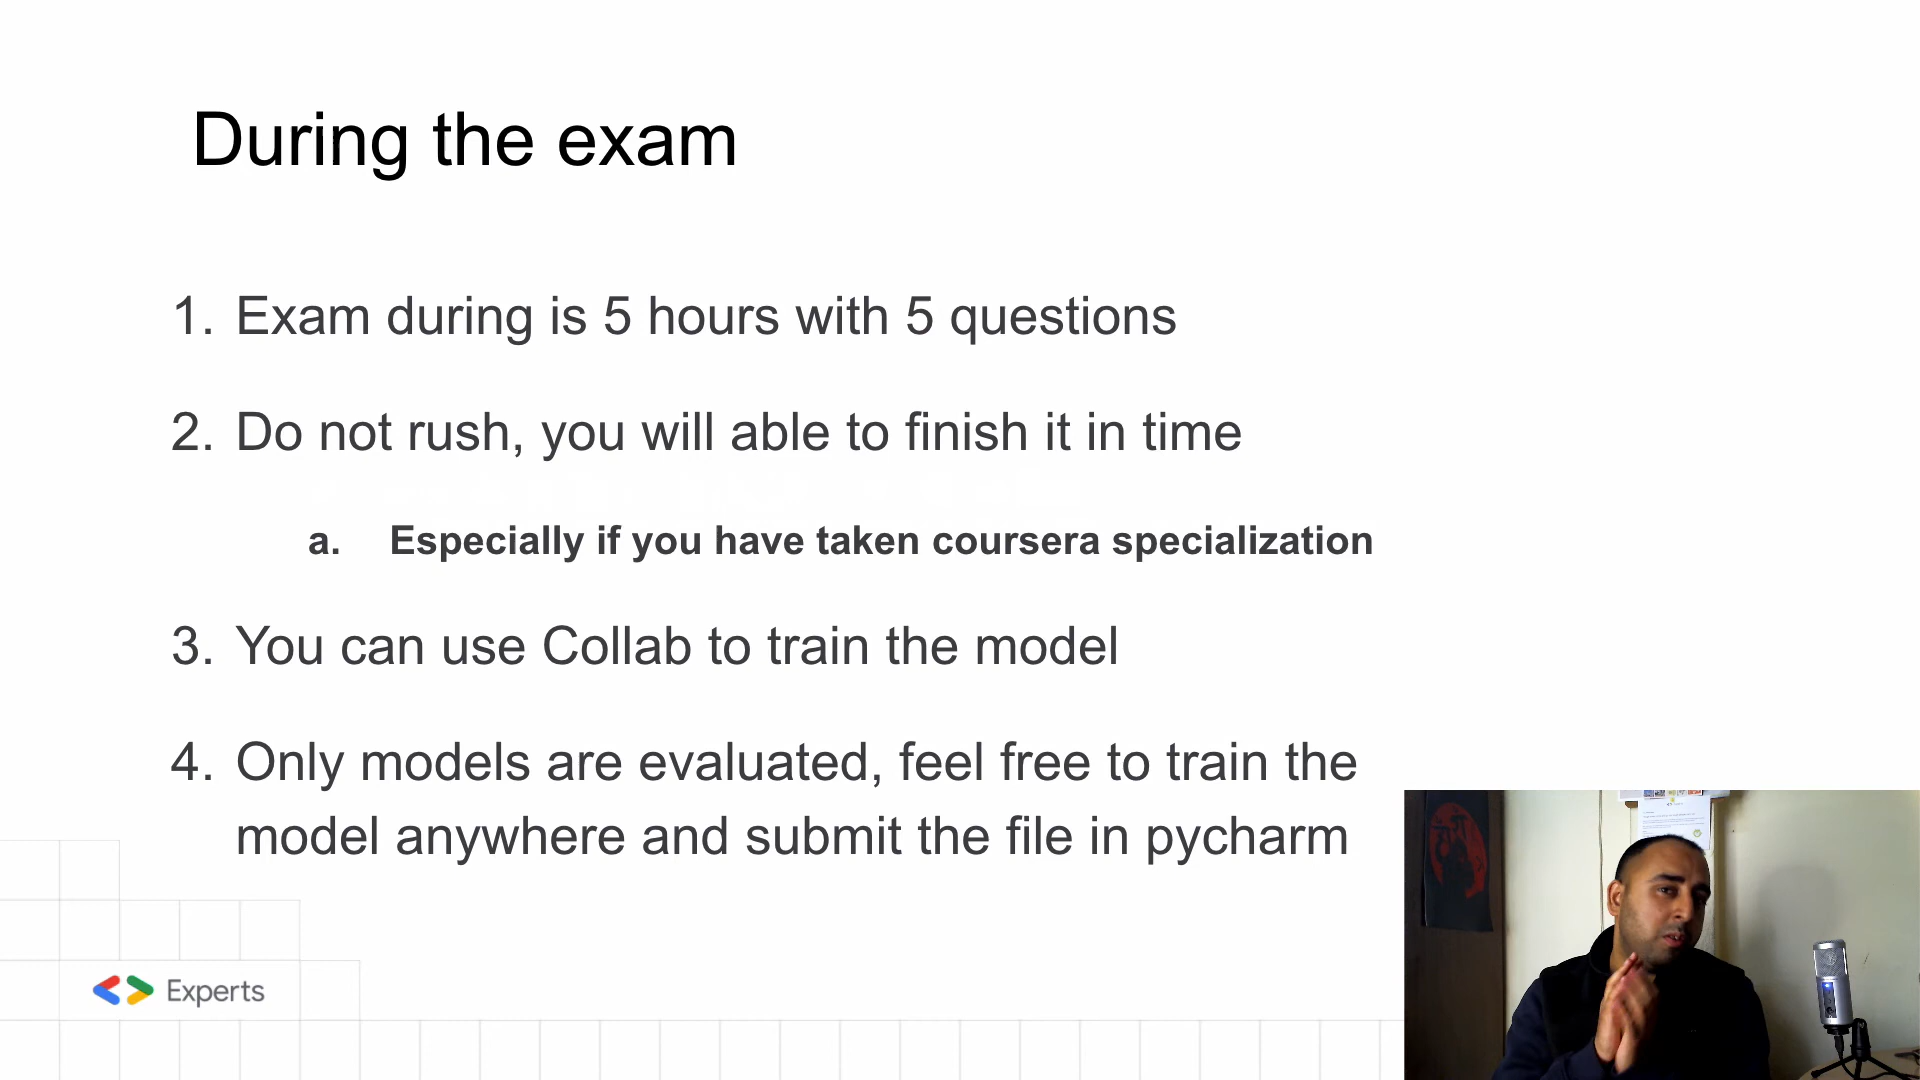 During the exam
1. Exam during is 5 hours with 5 questions
2. Do not rush, you will able to finish it in time
a. Especially if you have taken coursera specialization
3. You can use Collab to train the model
4. Only models are evaluated, feel free to train the
model anywhere and submit the file in pycharm
Experts